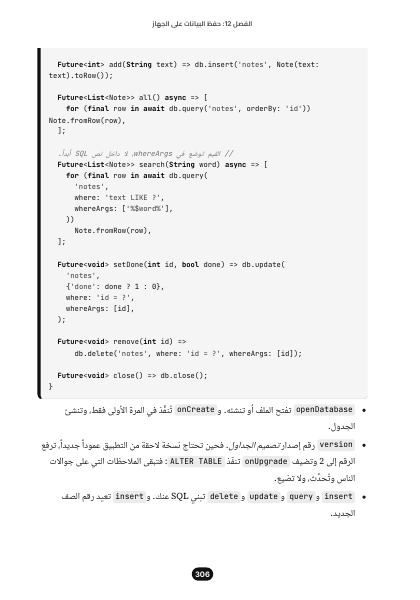 الفصل 12: حفظ البيانات على الجهاز
Future<int> add(String text) => db.insert('notes', Note(text:
text).toRow());
Future<List<Note>> all() async => [
for (final row in await db.query('notes', orderBy: 'id'))
Note.fromRow(row),
];
// القيم توضع في whereArgs، لا داخل نص SQL أبداً.
Future<List<Note>> search(String word) async => [
for (final row in await db.query(
'notes',
where: 'text LIKE ?',
whereArgs: ['%$word%'],
))
Note.fromRow(row),
];
Future<void> setDone(int id, bool done) => db.update(
'notes',
{'done': done ? 1 : 0},
where: 'id = ?',
whereArgs: [id],
);
Future<void> remove(int id) =>
db.delete('notes', where: 'id = ?', whereArgs: [id]);
Future<void> close() => db.close();
}
• openDatabase تفتح الملف أو تنشئه. و onCreate تُنفَّذ في المرة الأولى فقط، وتنشئ
الجدول.
• version رقم إصدار تصميم الجداول. فحين تحتاج نسخة لاحقة من التطبيق عموداً جديداً، ترفع
الرقم إلى 2 وتضيف onUpgrade تنفّذ ALTER TABLE : فتبقى الملاحظات التي على جوالات
الناس وتُحدَّث، ولا تضيع.
• insert و query و update و delete تبني SQL عنك. و insert تعيد رقم الصف
الجديد.
306